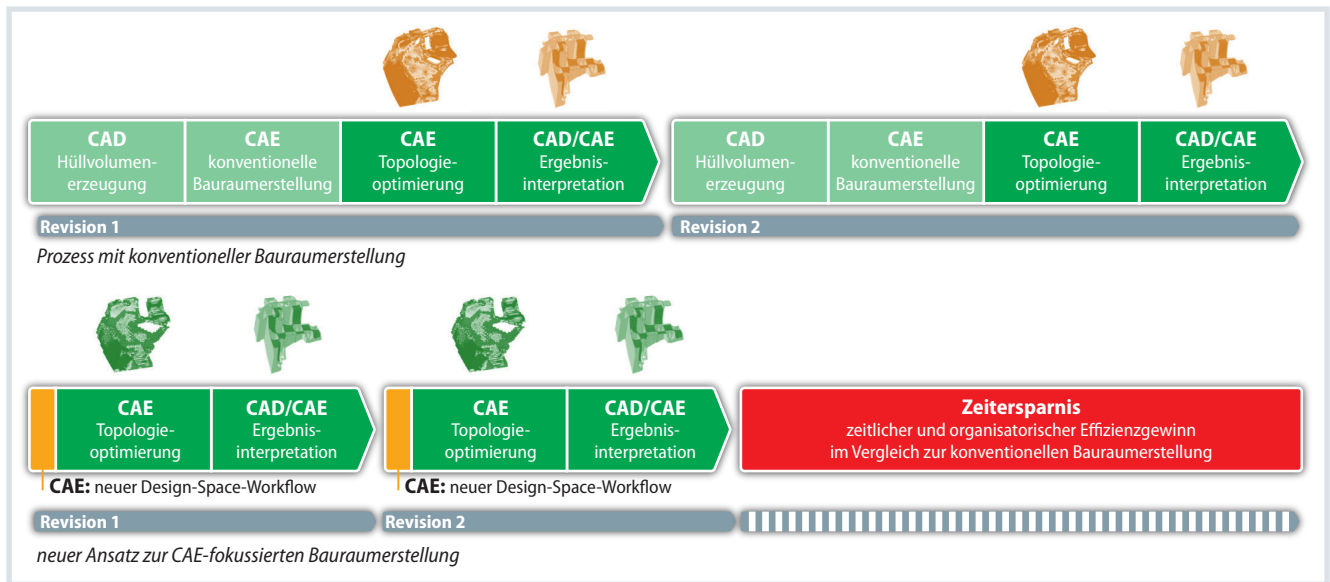 CAD
Hüllvolumen-
erzeugung
CAE
konventionelle
Bauraumerstellung
CAE
Topologie-
optimierung
CAD/CAE
Ergebnis-
interpretation
CAD
Hüllvolumen-
erzeugung
CAE
konventionelle
Bauraumerstellung
CAE
Topologie-
optimierung
CAD/CAE
Ergebnis-
interpretation
Revision 1
Revision 2
Prozess mit konventioneller Bauraumerstellung
CAE
Topologie-
optimierung
CAD/CAE
Ergebnis-
interpretation
CAE
Topologie-
optimierung
CAD/CAE
Ergebnis-
interpretation
Zeitersparnis
zeitlicher und organisatorischer Effizienzgewinn
im Vergleich zur konventionellen Bauraumerstellung
CAE: neuer Design-Space-Workflow
CAE: neuer Design-Space-Workflow
Revision 1
Revision 2
neuer Ansatz zur CAE-fokussierten Bauraumerstellung